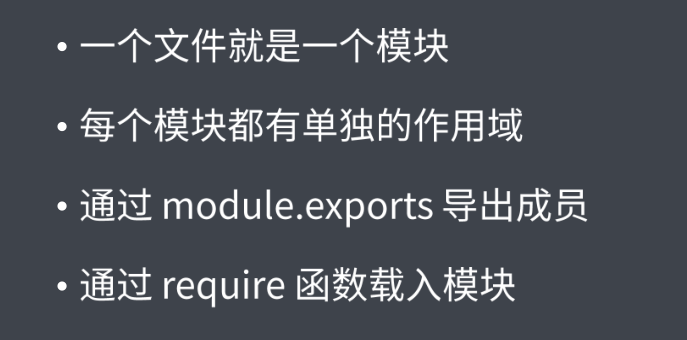 • 一个文件就是一个模块
• 每个模块都有单独的作用域
• 通过 module.exports 导出成员
• 通过 require 函数载入模块